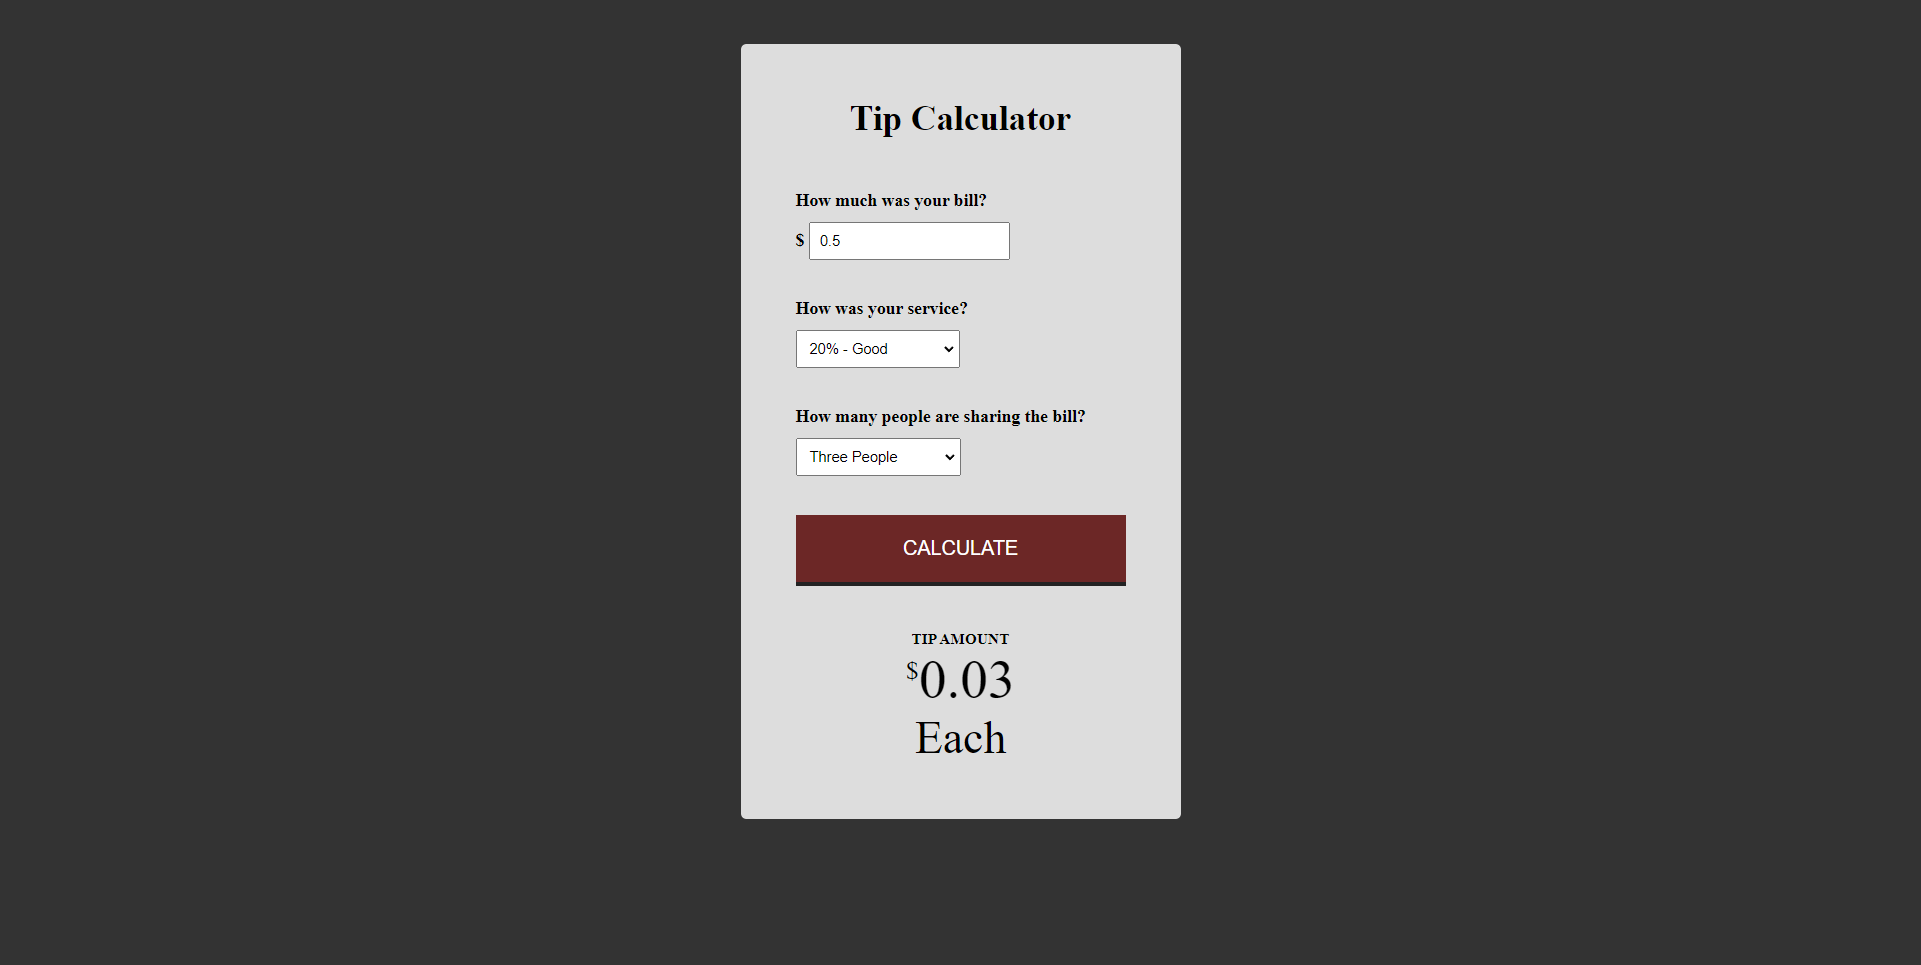 Tip Calculator
How much was your bill?
$ 0.5
How was your service?
20% - Good
How many people are sharing the bill?
Three People
CALCULATE
TIP AMOUNT
$0.03
Each